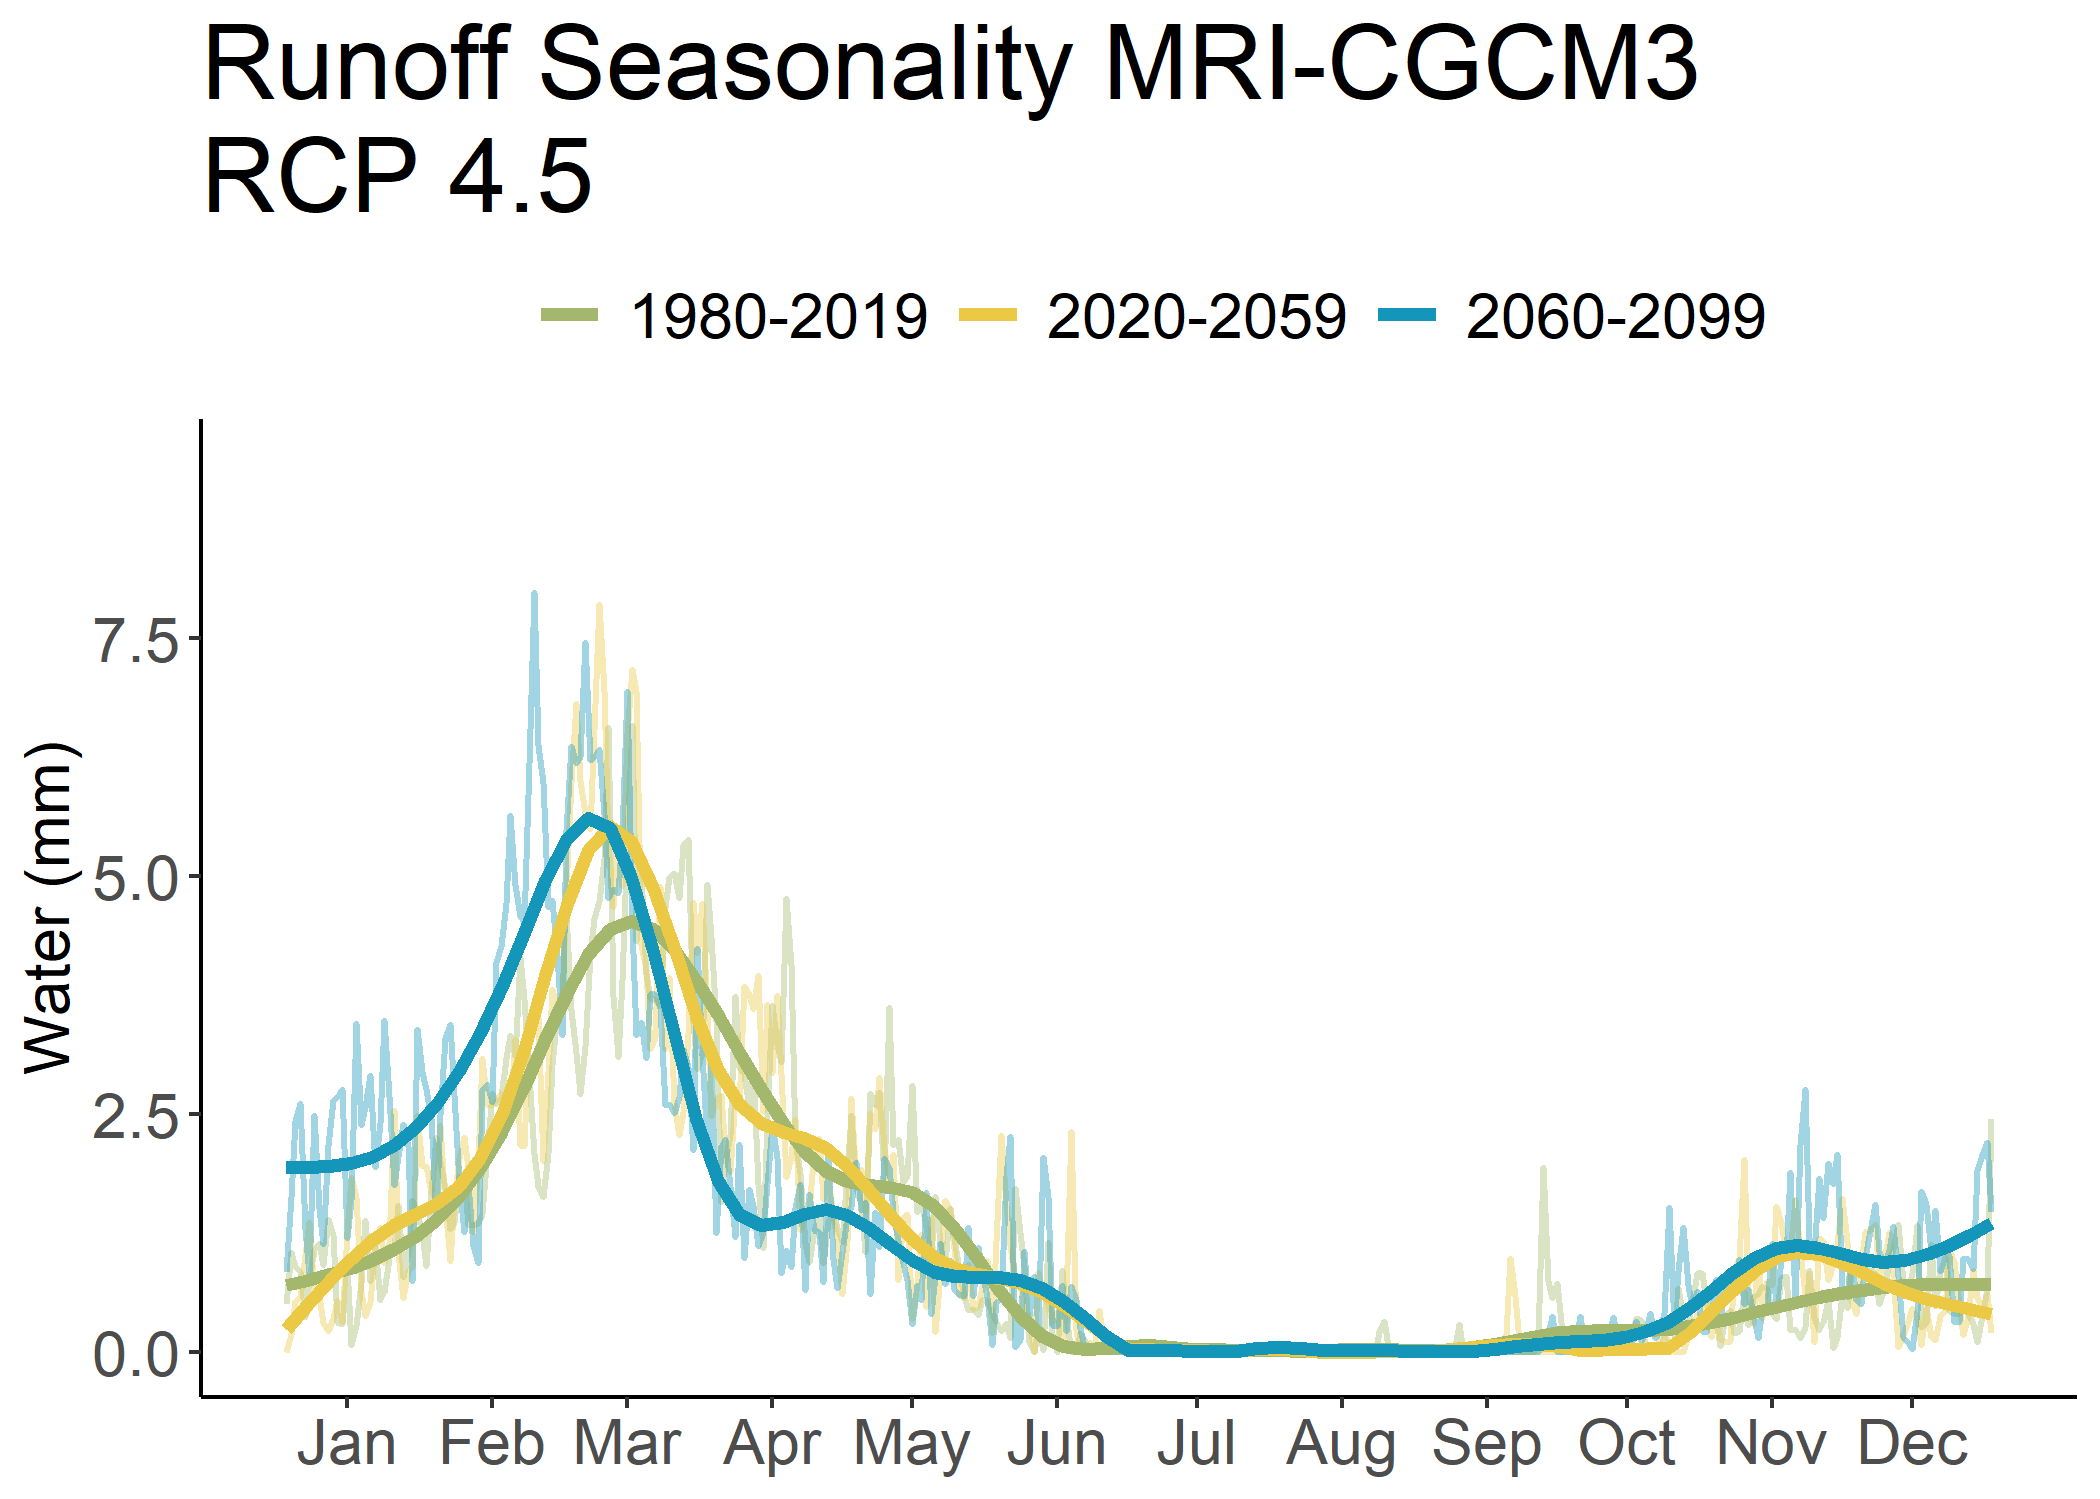 Runoff Seasonality MRI-CGCM3
RCP 4.5
1980-2019 2020-2059 2060-2099
Water (mm)
7.5
5.0
2.5
0.0
Jan Feb Mar Apr May Jun Jul Aug Sep Oct Nov Dec